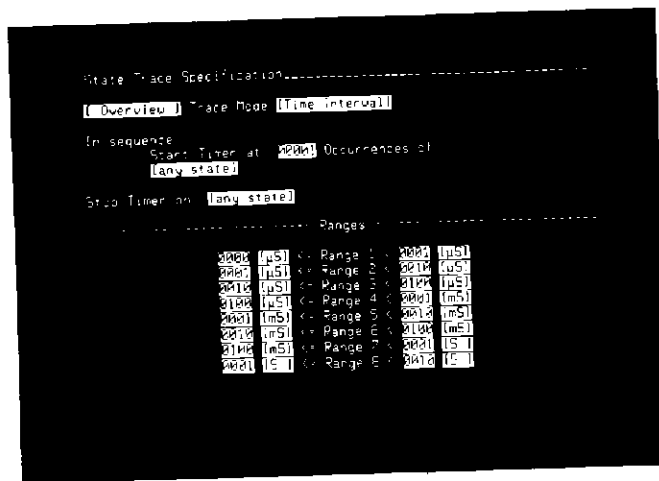 State Trace Specification
[ Overview ] Trace Mode [Time Interval]
In sequence
Start Timer at 0001 Occurrences of
[any state]
Stop Timer on [any state]
Ranges
0000 [µS] <= Range 1 < 0001 [µS]
0001 [µS] <= Range 2 < 0010 [µS]
0010 [µS] <= Range 3 < 0100 [µS]
0100 [µS] <= Range 4 < 0001 [mS]
0001 [mS] <= Range 5 < 0010 [mS]
0010 [mS] <= Range 6 < 0100 [mS]
0100 [mS] <= Range 7 < 0001 [S ]
0001 [S ] <= Range 8 < 0010 [S ]